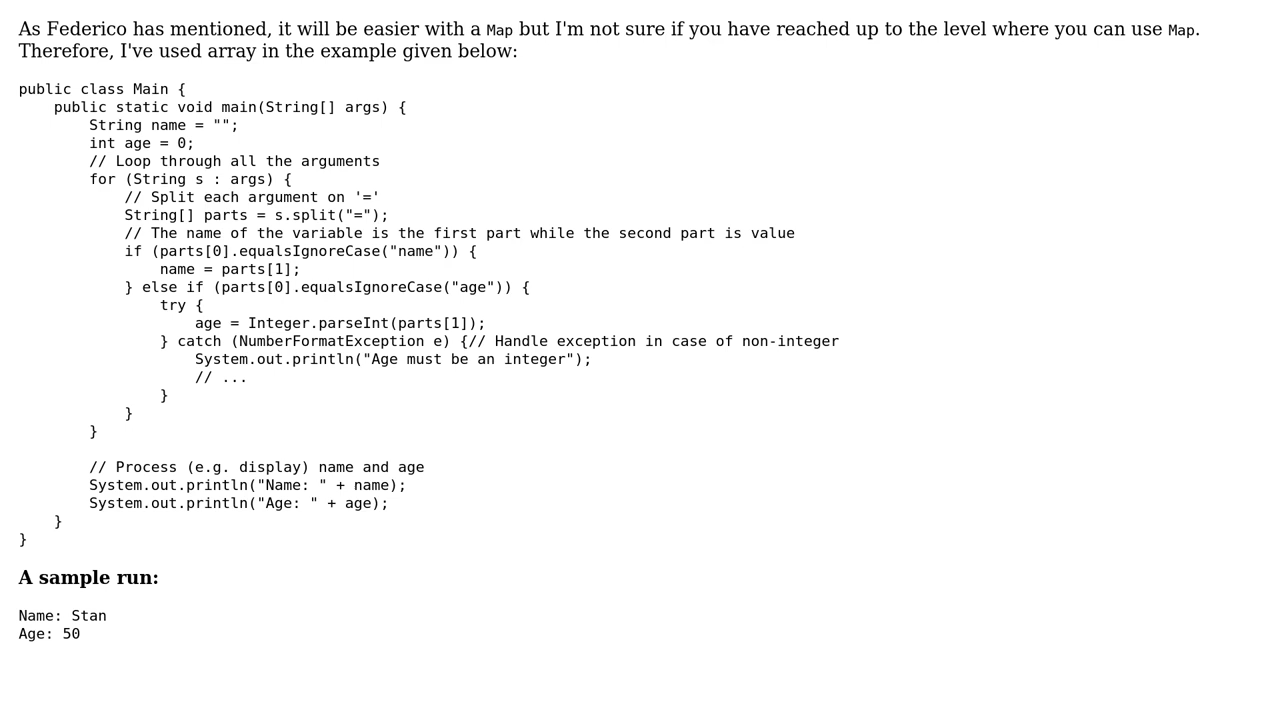 As Federico has mentioned, it will be easier with a Map but I'm not sure if you have reached up to the level where you can use Map.
Therefore, I've used array in the example given below:
public class Main {
    public static void main(String[] args) {
        String name = "";
        int age = 0;
        // Loop through all the arguments
        for (String s : args) {
            // Split each argument on '='
            String[] parts = s.split("=");
            // The name of the variable is the first part while the second part is value
            if (parts[0].equalsIgnoreCase("name")) {
                name = parts[1];
            } else if (parts[0].equalsIgnoreCase("age")) {
                try {
                    age = Integer.parseInt(parts[1]);
                } catch (NumberFormatException e) {// Handle exception in case of non-integer
                    System.out.println("Age must be an integer");
                    // ...
                }
            }
        }

        // Process (e.g. display) name and age
        System.out.println("Name: " + name);
        System.out.println("Age: " + age);
    }
}
A sample run:
Name: Stan
Age: 50